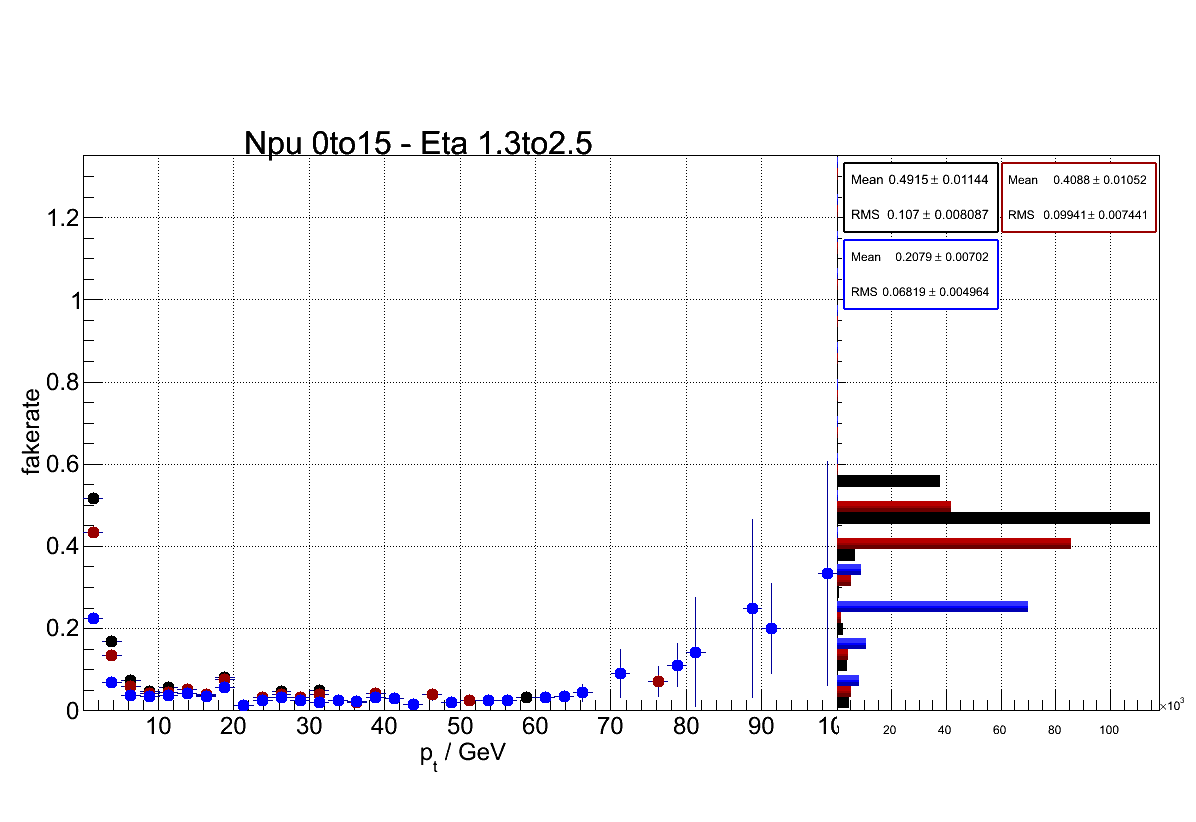 Npu 0to15 - Eta 1.3to2.5
Mean 0.4915 ± 0.01144
RMS 0.107 ± 0.008087
Mean 0.4088 ± 0.01052
RMS 0.09941 ± 0.007441
Mean 0.2079 ± 0.00702
RMS 0.06819 ± 0.004964
fakerate
1.2
1
0.8
0.6
0.4
0.2
0
10 20 30 40 50 60 70 80 90 10
20 40 60 80 100
×10³
pt / GeV